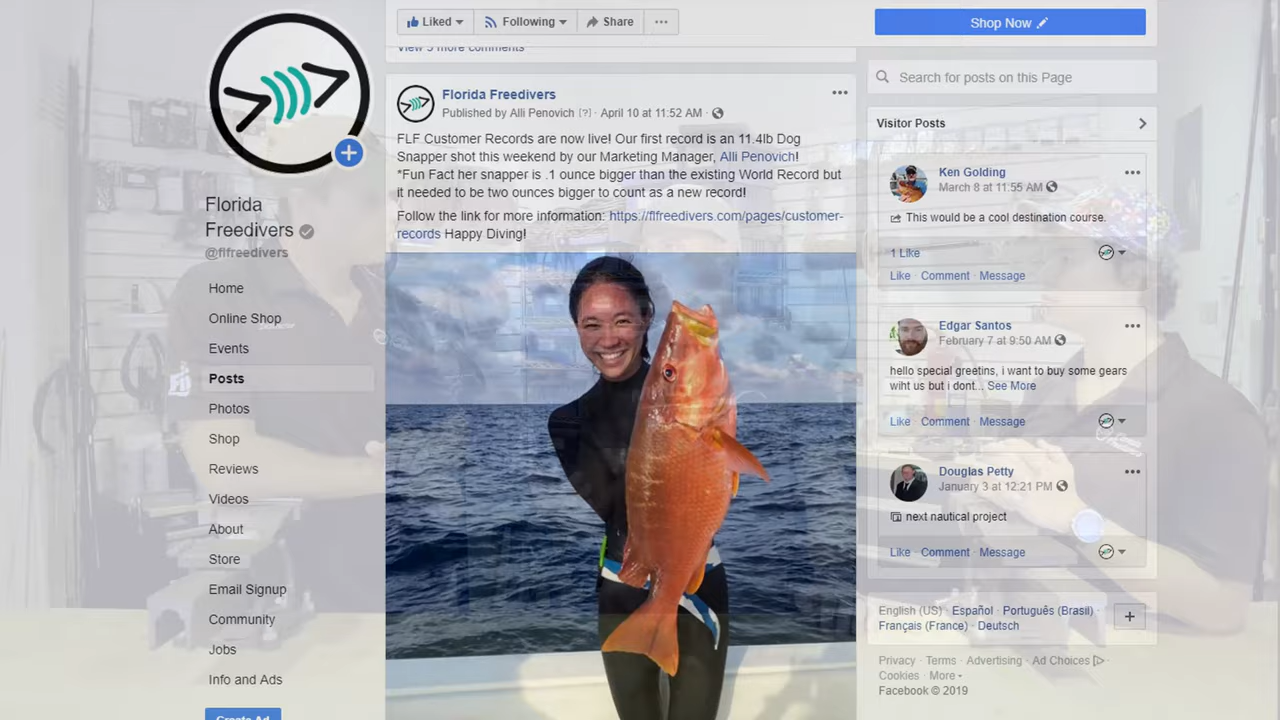 Liked
Following
Share
Shop Now
View 5 more comments
Search for posts on this Page
Florida Freedivers
Published by Alli Penovich [?] · April 10 at 11:52 AM ·
FLF Customer Records are now live! Our first record is an 11.4lb Dog
Snapper shot this weekend by our Marketing Manager, Alli Penovich!
*Fun Fact her snapper is .1 ounce bigger than the existing World Record but
it needed to be two ounces bigger to count as a new record!
Follow the link for more information: https://flfreedivers.com/pages/customer-
records Happy Diving!
Florida
Freedivers
@flfreedivers
Home
Online Shop
Events
Posts
Photos
Shop
Reviews
Videos
About
Store
Email Signup
Community
Jobs
Info and Ads
Create Ad
Visitor Posts
Ken Golding
March 8 at 11:55 AM
This would be a cool destination course.
1 Like
Like · Comment · Message
Edgar Santos
February 7 at 9:50 AM
hello special greetins, i want to buy some gears
wiht us but i dont... See More
Like · Comment · Message
Douglas Petty
January 3 at 12:21 PM
next nautical project
Like · Comment · Message
English (US) · Español · Português (Brasil) ·
Français (France) · Deutsch
Privacy · Terms · Advertising · Ad Choices ·
Cookies · More
Facebook © 2019